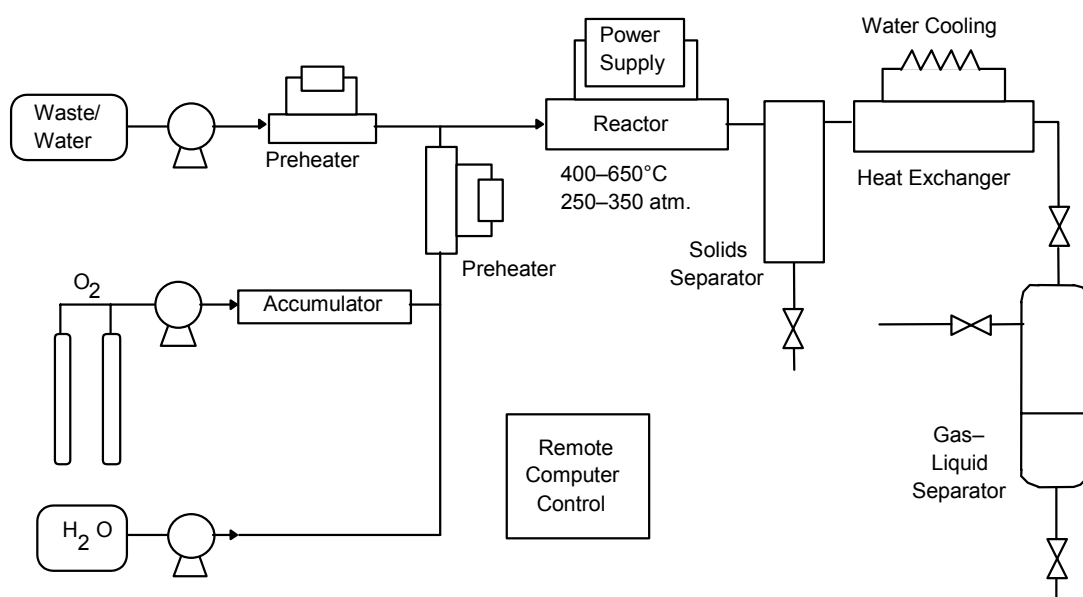 Power
Supply
Water Cooling
Waste/
Water
Preheater
Reactor
400–650°C
250–350 atm.
Heat Exchanger
Solids
Separator
Preheater
O2
Accumulator
Remote
Computer
Control
Gas–
Liquid
Separator
H2O